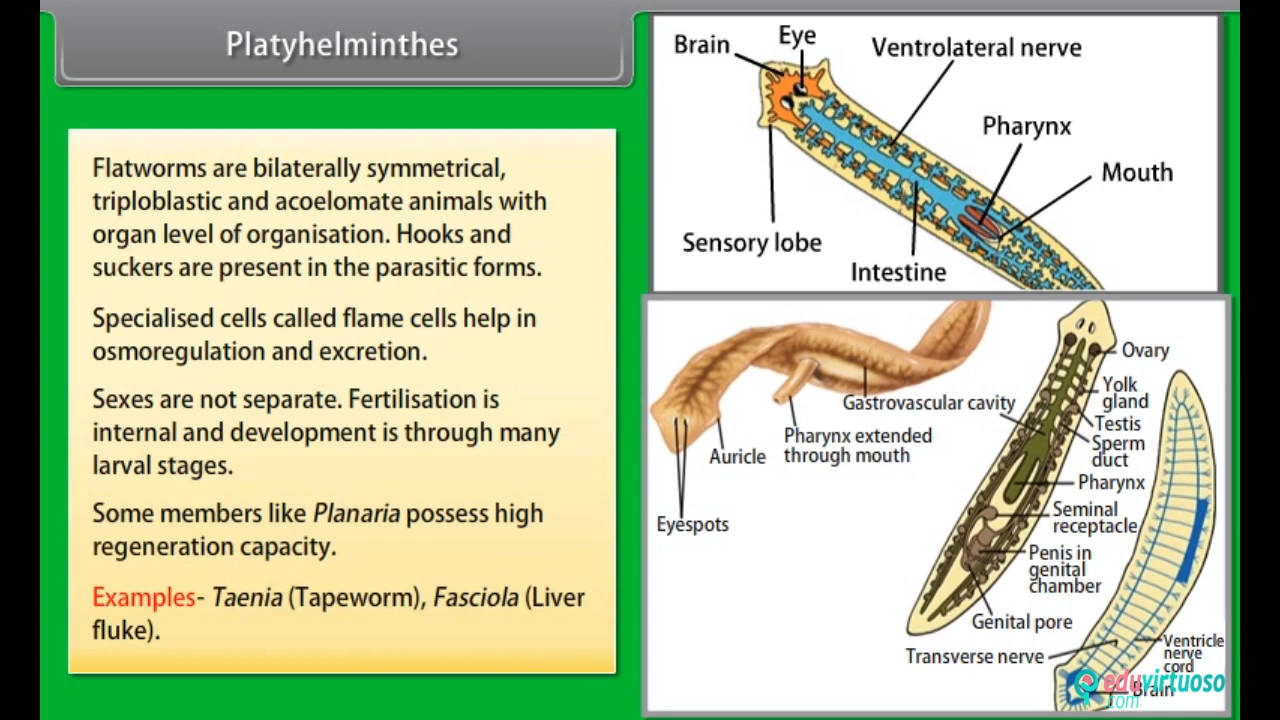 Platyhelminthes
Flatworms are bilaterally symmetrical,
triploblastic and acoelomate animals with
organ level of organisation. Hooks and
suckers are present in the parasitic forms.
Specialised cells called flame cells help in
osmoregulation and excretion.
Sexes are not separate. Fertilisation is
internal and development is through many
larval stages.
Some members like Planaria possess high
regeneration capacity.
Examples- Taenia (Tapeworm), Fasciola (Liver
fluke).
Brain
Eye
Ventrolateral nerve
Pharynx
Mouth
Sensory lobe
Intestine
Ovary
Yolk
gland
Testis
Sperm
duct
Gastrovascular cavity
Pharynx extended
through mouth
Auricle
Eyespots
Pharynx
Seminal
receptacle
Penis in
genital
chamber
Genital pore
Transverse nerve
Ventricle
nerve
cord
Brain
eduvirtuoso
.com